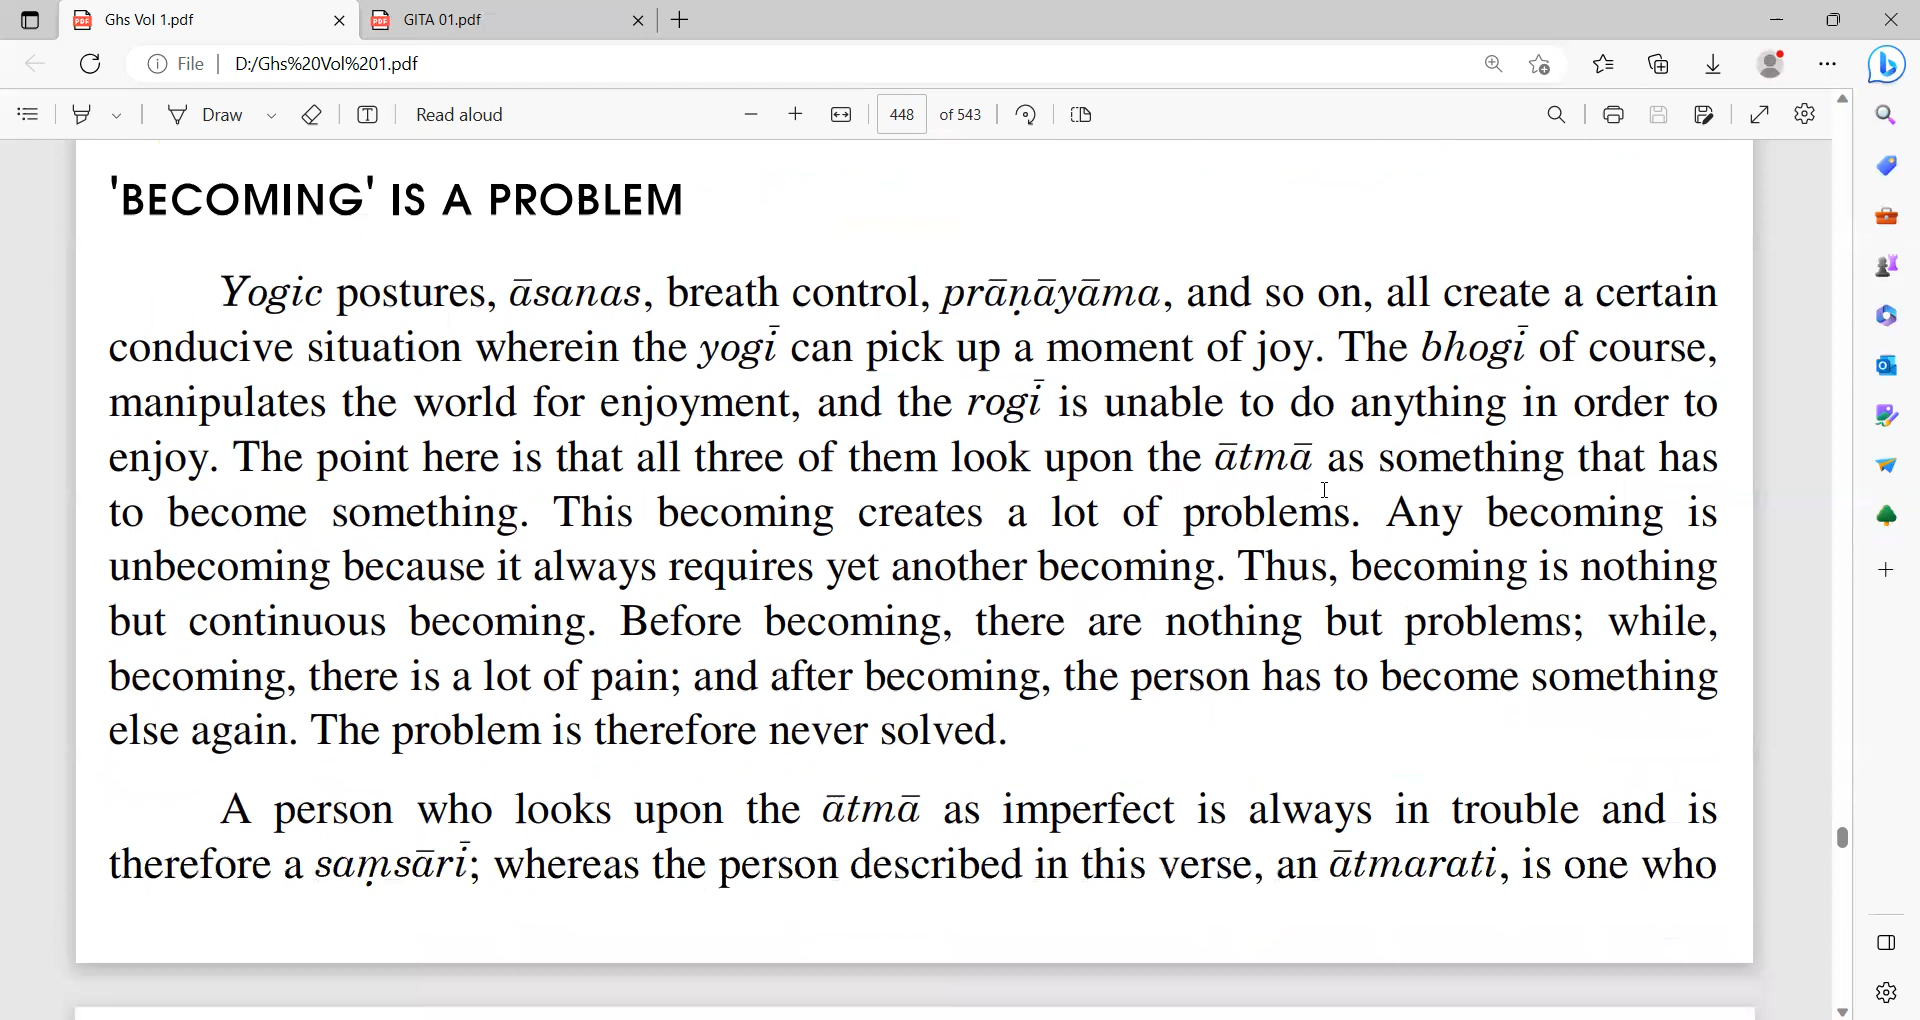 Ghs Vol 1.pdf
GITA 01.pdf
File
D:/Ghs%20Vol%201.pdf
Draw
Read aloud
448 of 543
'BECOMING' IS A PROBLEM
Yogic postures, āsanas, breath control, prāṇāyāma, and so on, all create a certain
conducive situation wherein the yogī can pick up a moment of joy. The bhogī of course,
manipulates the world for enjoyment, and the rogī is unable to do anything in order to
enjoy. The point here is that all three of them look upon the ātmā as something that has
to become something. This becoming creates a lot of problems. Any becoming is
unbecoming because it always requires yet another becoming. Thus, becoming is nothing
but continuous becoming. Before becoming, there are nothing but problems; while,
becoming, there is a lot of pain; and after becoming, the person has to become something
else again. The problem is therefore never solved.
A person who looks upon the ātmā as imperfect is always in trouble and is
therefore a saṃsārī; whereas the person described in this verse, an ātmarati, is one who